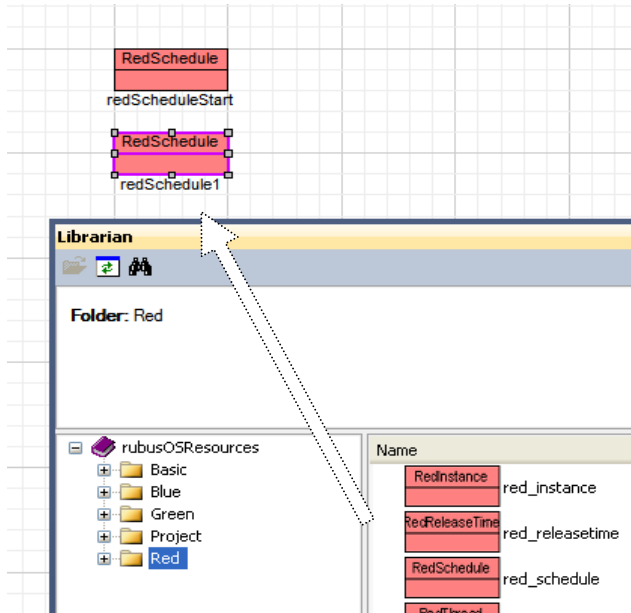 RedSchedule
redScheduleStart
RedSchedule
redSchedule1
Librarian
Folder: Red
rubusOSResources
Basic
Blue
Green
Project
Red
Name
RedInstance
red_instance
RedReleaseTime
red_releasetime
RedSchedule
red_schedule
RedThread